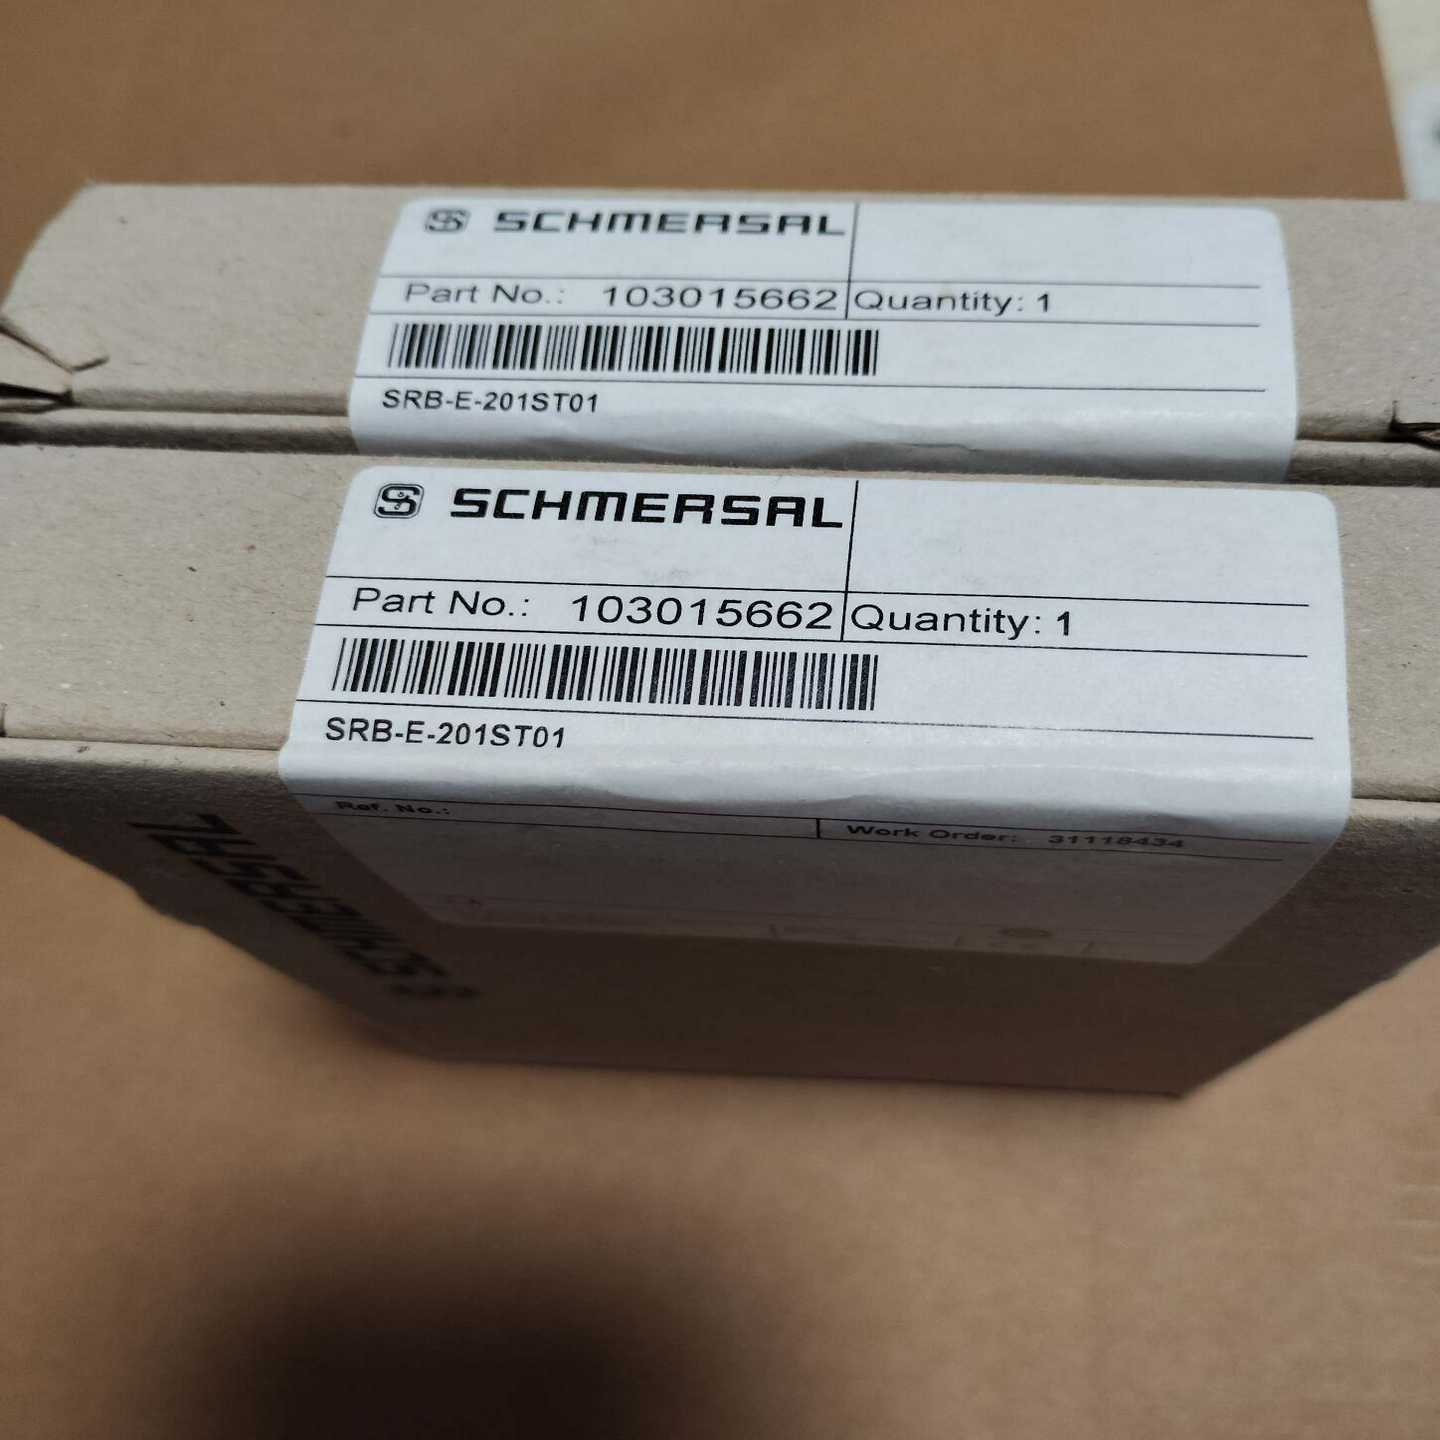 SCHMERSAL
Part No.: 103015662 Quantity: 1
SRB-E-201ST01
SCHMERSAL
Part No.: 103015662 Quantity: 1
SRB-E-201ST01
Ref. No.:
Work Order: 31118434
SCHMERSAL